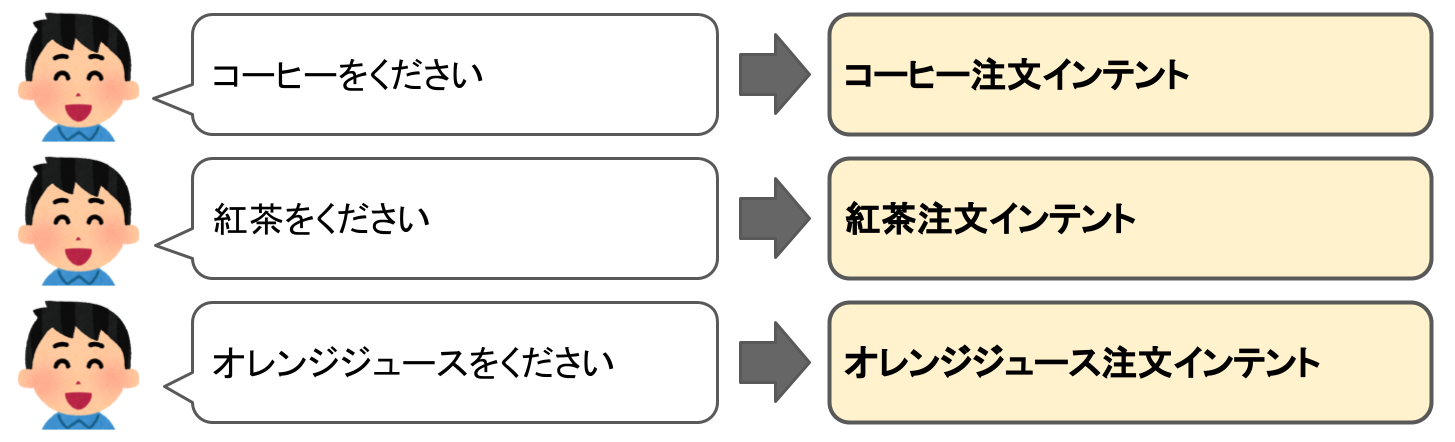 コーヒーをください
コーヒー注文インテント
紅茶をください
紅茶注文インテント
オレンジジュースをください
オレンジジュース注文インテント